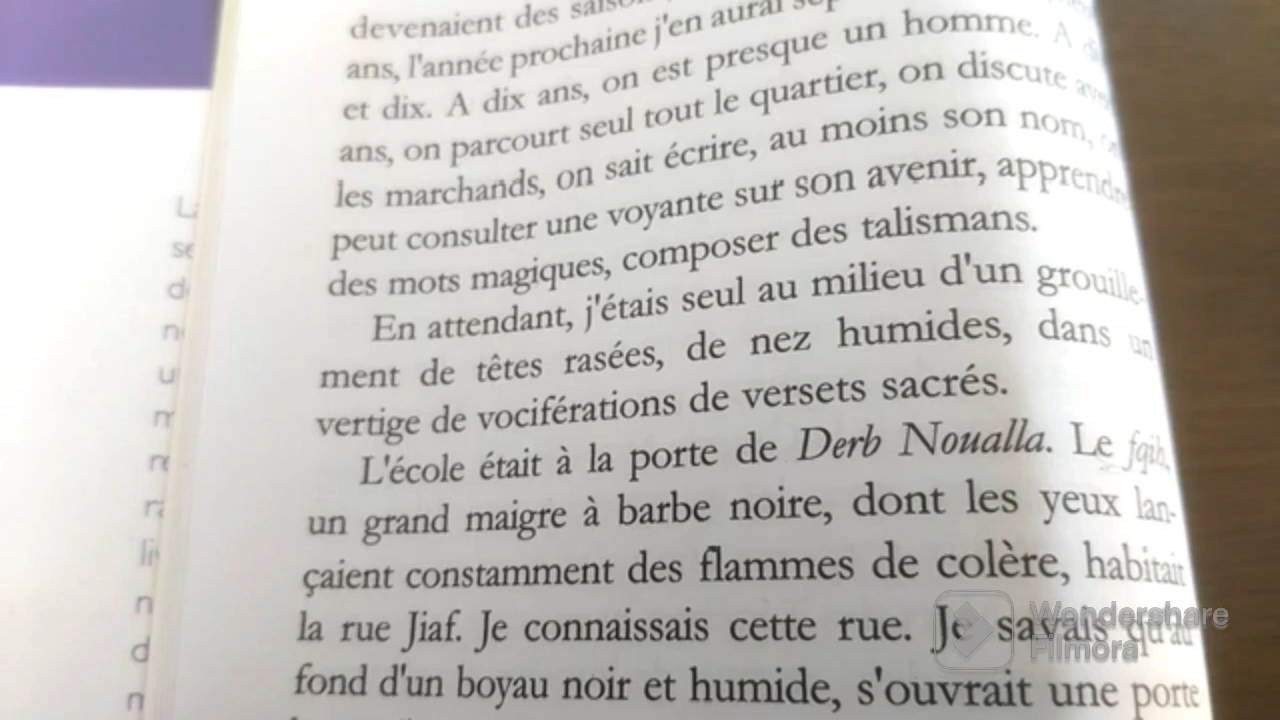 devenaient des
ans, l'année prochaine j'en aurai
et dix. A dix ans, on est presque un homme. A
ans, on parcourt seul tout le quartier, on discute
les marchands, on sait écrire, au moins son nom,
peut consulter une voyante sur son avenir, apprendre
des mots magiques, composer des talismans.
En attendant, j'étais seul au milieu d'un grouille-
ment de têtes rasées, de nez humides, dans un
vertige de vociférations de versets sacrés.
L'école était à la porte de Derb Noualla. Le fqih,
un grand maigre à barbe noire, dont les yeux lan-
çaient constamment des flammes de colère, habitait
la rue Jiaf. Je connaissais cette rue. Je savais qu'au
fond d'un boyau noir et humide, s'ouvrait une porte
Wondershare
Filmora